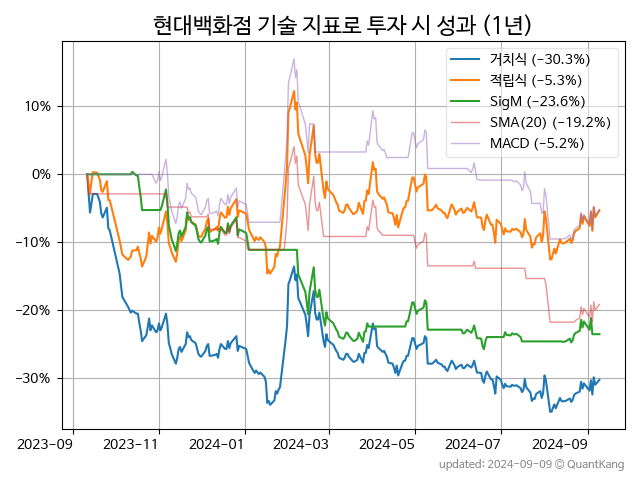 현대백화점 기술 지표로 투자 시 성과 (1년)
거치식 (−30.3%)
적립식 (−5.3%)
SigM (−23.6%)
SMA(20) (−19.2%)
MACD (−5.2%)
10%
0%
−10%
−20%
−30%
2023-09 2023-11 2024-01 2024-03 2024-05 2024-07 2024-09
updated: 2024-09-09 © QuantKang